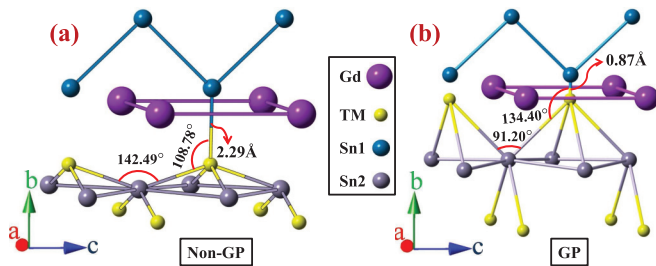 (a)
142.49°
108.78°
2.29Å
b
a
c
Non-GP
Gd
TM
Sn1
Sn2
(b)
0.87Å
134.40°
91.20°
b
a
c
GP